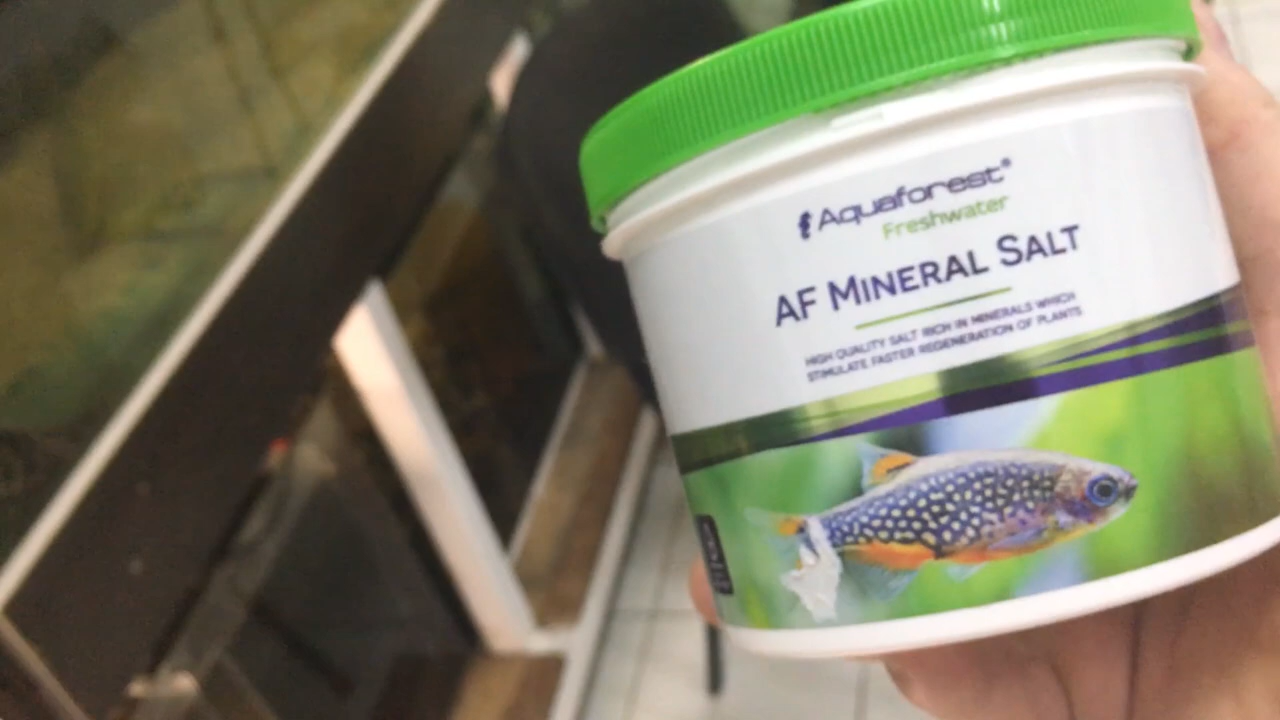 Aquaforest®
Freshwater
AF MINERAL SALT
HIGH QUALITY SALT RICH IN MINERALS WHICH
STIMULATE FASTER REGENERATION OF PLANTS